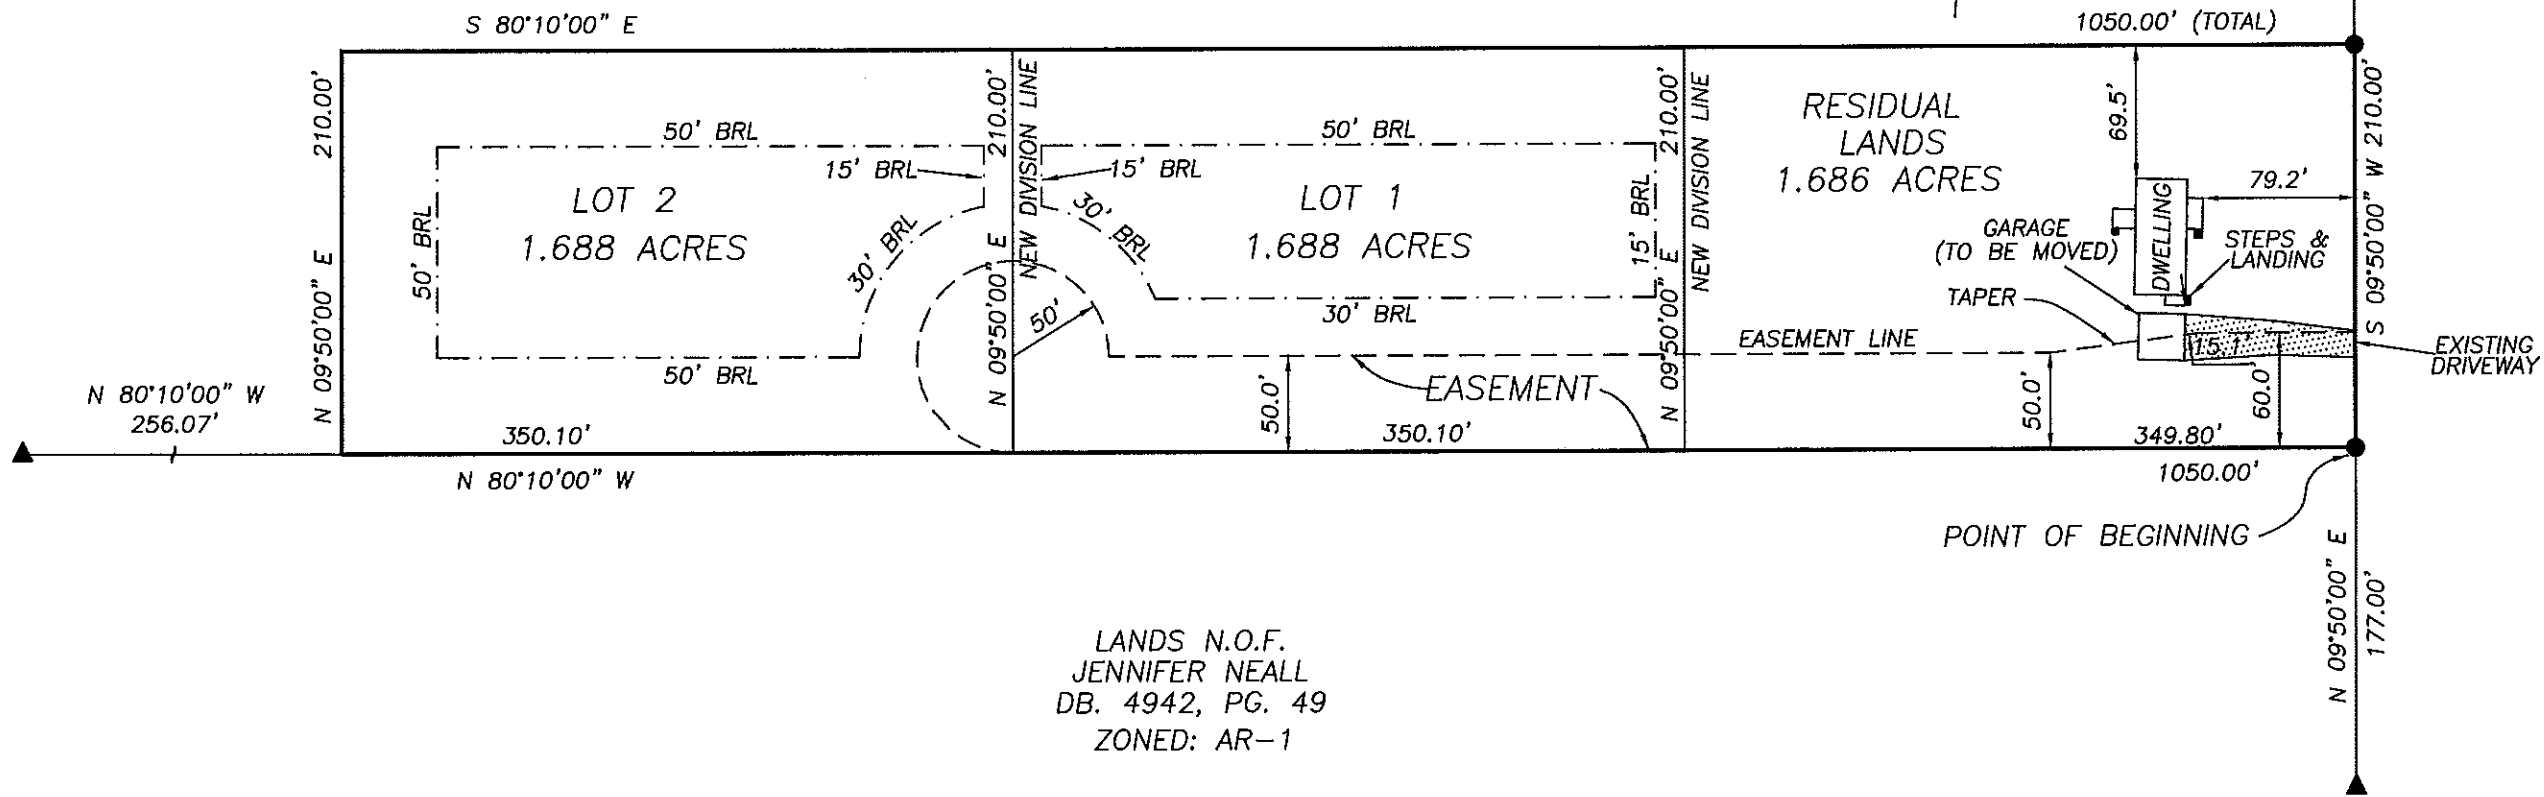 S 80°10'00" E
1050.00' (TOTAL)
210.00'
N 09°50'00" E
50' BRL
15' BRL
LOT 2
1.688 ACRES
50' BRL
30' BRL
50' BRL
350.10'
N 80°10'00" W
N 80°10'00" W
256.07'
210.00'
N 09°50'00" E
NEW DIVISION LINE
NEW DIVISION LINE
50'
50' BRL
15' BRL
30' BRL
LOT 1
1.688 ACRES
15' BRL
30' BRL
50.0'
EASEMENT
350.10'
210.00'
N 09°50'00" E
NEW DIVISION LINE
RESIDUAL
LANDS
1.686 ACRES
69.5'
79.2'
DWELLING
GARAGE
(TO BE MOVED)
STEPS &
LANDING
TAPER
EASEMENT LINE
15.1'
50.0'
60.0'
349.80'
1050.00'
S 09°50'00" W 210.00'
EXISTING
DRIVEWAY
POINT OF BEGINNING
N 09°50'00" E
177.00'
LANDS N.O.F.
JENNIFER NEALL
DB. 4942, PG. 49
ZONED: AR-1